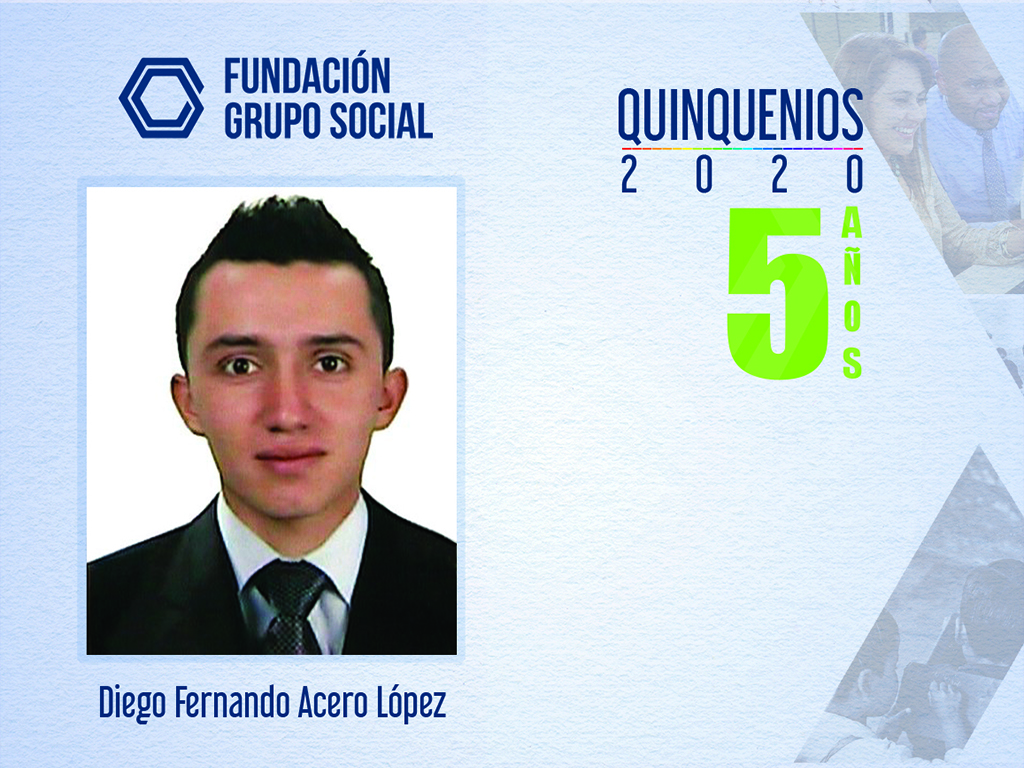 FUNDACIÓN
GRUPO SOCIAL
QUINQUENIOS
2020
5 AÑOS
Diego Fernando Acero López